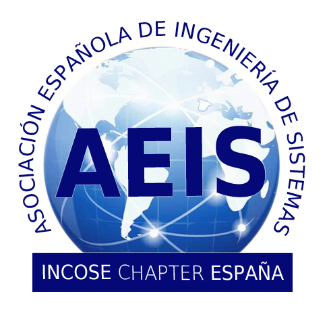 ASOCIACIÓN ESPAÑOLA DE INGENIERÍA DE SISTEMAS
AEIS
INCOSE CHAPTER ESPAÑA